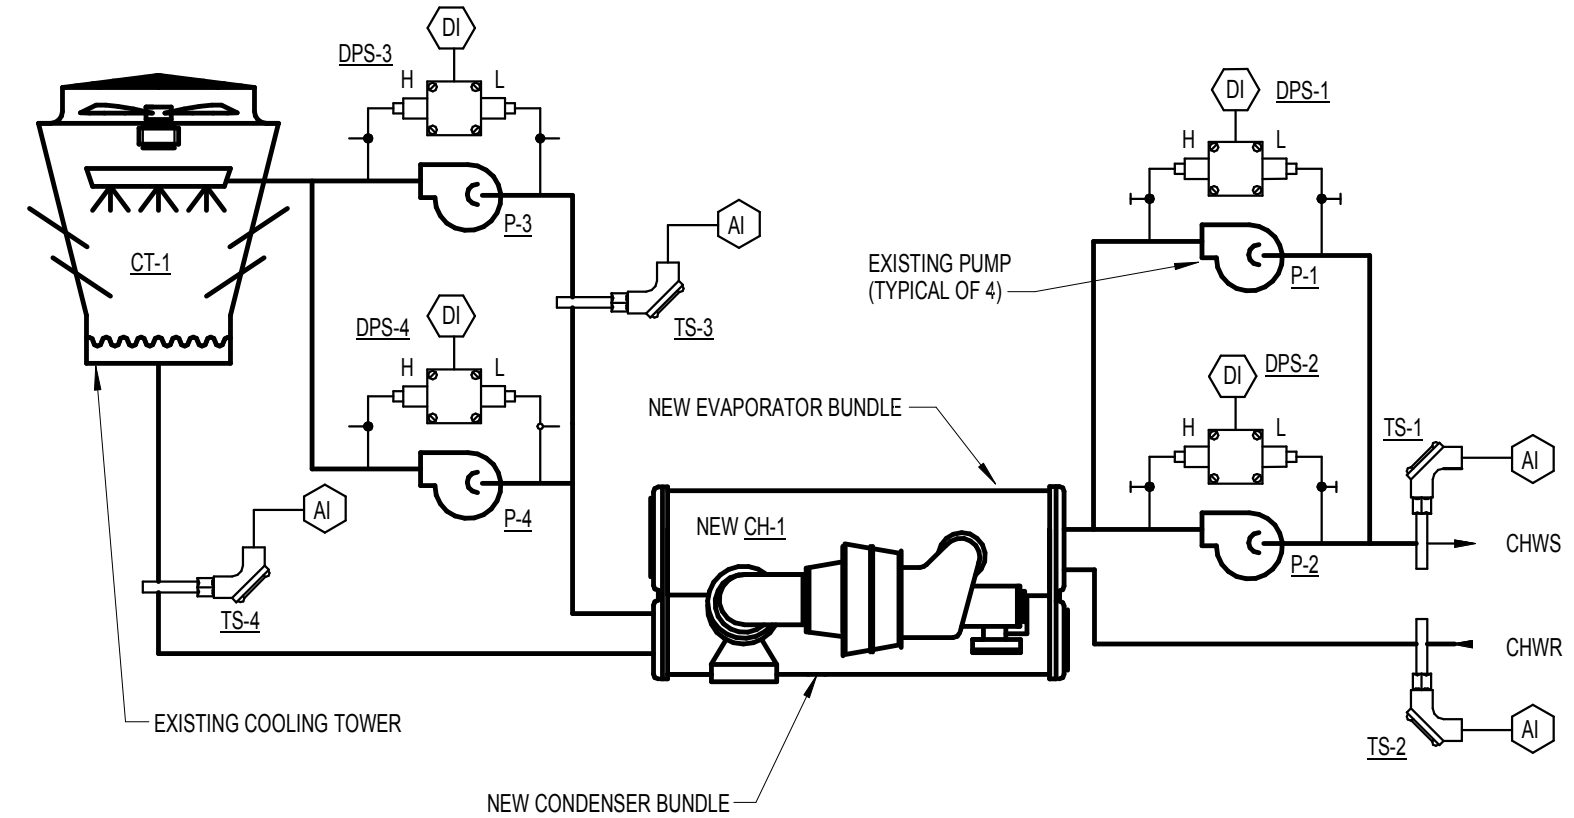 DI
DPS-3
H
L
P-3
CT-1
AI
TS-3
DI
DPS-4
H
L
P-4
AI
TS-4
EXISTING COOLING TOWER
NEW EVAPORATOR BUNDLE
NEW CH-1
NEW CONDENSER BUNDLE
DI
DPS-1
H
L
EXISTING PUMP
(TYPICAL OF 4)
P-1
DI
DPS-2
H
L
P-2
TS-1
AI
CHWS
CHWR
TS-2
AI